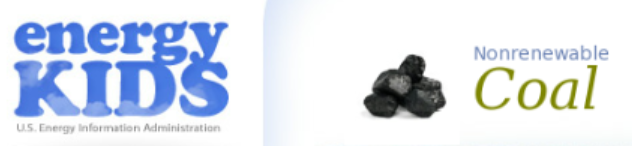 energy
KIDS
U.S. Energy Information Administration
Nonrenewable
Coal